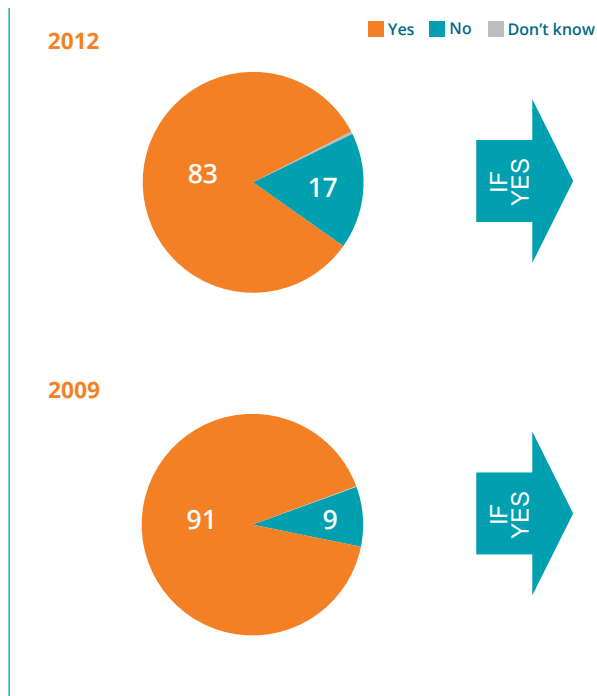 2012
Yes No Don’t know
83
17
IF
YES
2009
91
9
IF
YES